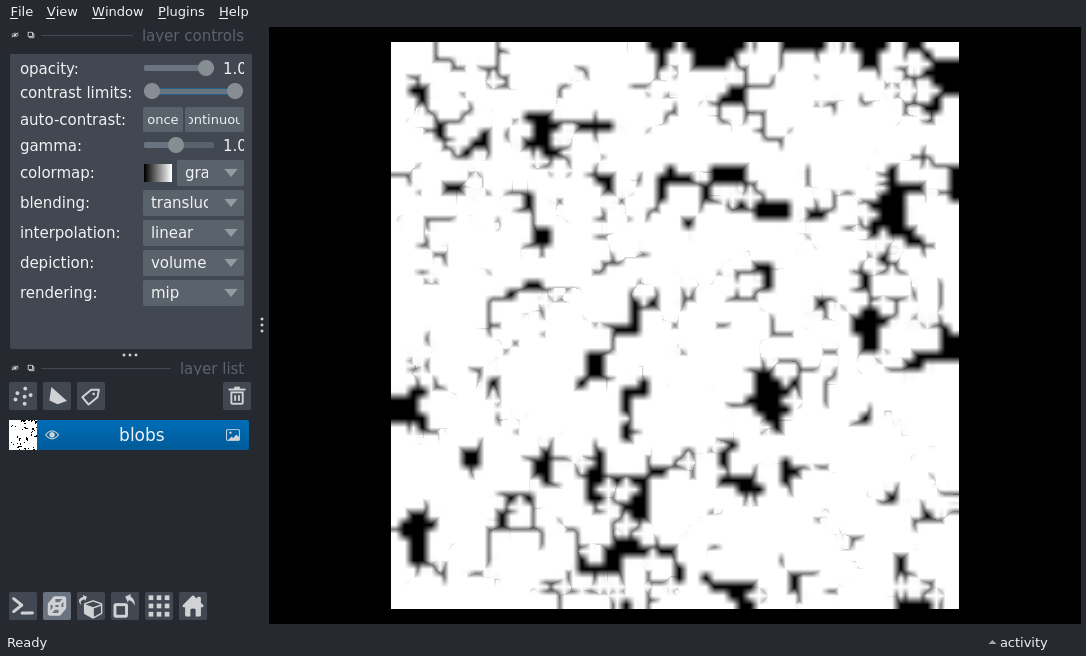 File View Window Plugins Help
layer controls
opacity: 1.0
contrast limits:
auto-contrast: once ontinuou
gamma: 1.0
colormap: gra
blending: transluc
interpolation: linear
depiction: volume
rendering: mip
layer list
blobs
Ready
activity